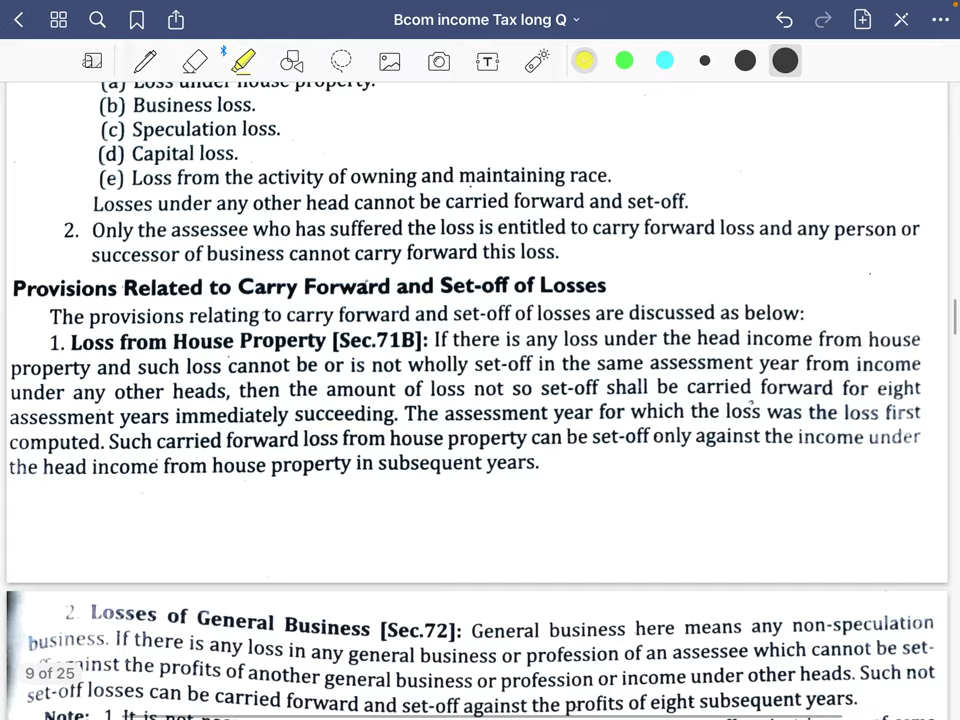 Bcom income Tax long Q
(a) Loss under house property.
(b) Business loss.
(c) Speculation loss.
(d) Capital loss.
(e) Loss from the activity of owning and maintaining race.
Losses under any other head cannot be carried forward and set-off.
2. Only the assessee who has suffered the loss is entitled to carry forward loss and any person or
successor of business cannot carry forward this loss.
Provisions Related to Carry Forward and Set-off of Losses
The provisions relating to carry forward and set-off of losses are discussed as below:
1. Loss from House Property [Sec.71B]: If there is any loss under the head income from house
property and such loss cannot be or is not wholly set-off in the same assessment year from income
under any other heads, then the amount of loss not so set-off shall be carried forward for eight
assessment years immediately succeeding. The assessment year for which the loss was the loss first
computed. Such carried forward loss from house property can be set-off only against the income under
the head income from house property in subsequent years.
2. Losses of General Business [Sec.72]: General business here means any non-speculation
business. If there is any loss in any general business or profession of an assessee which cannot be set-
against the profits of another general business or profession or income under other heads. Such not
9 of 25
set-off losses can be carried forward and set-off against the profits of eight subsequent years.
Note: 1. It is not